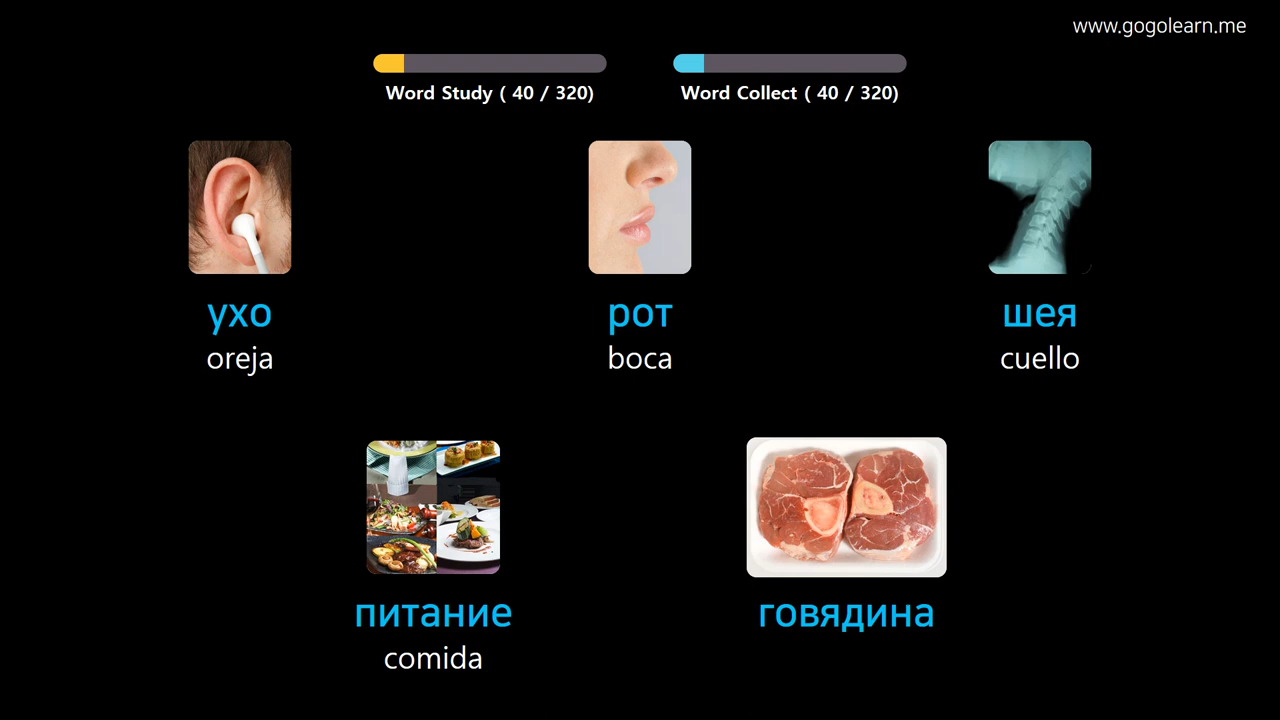 www.gogolearn.me
Word Study ( 40 / 320)
Word Collect ( 40 / 320)
ухо
oreja
рот
boca
шея
cuello
питание
comida
говядина